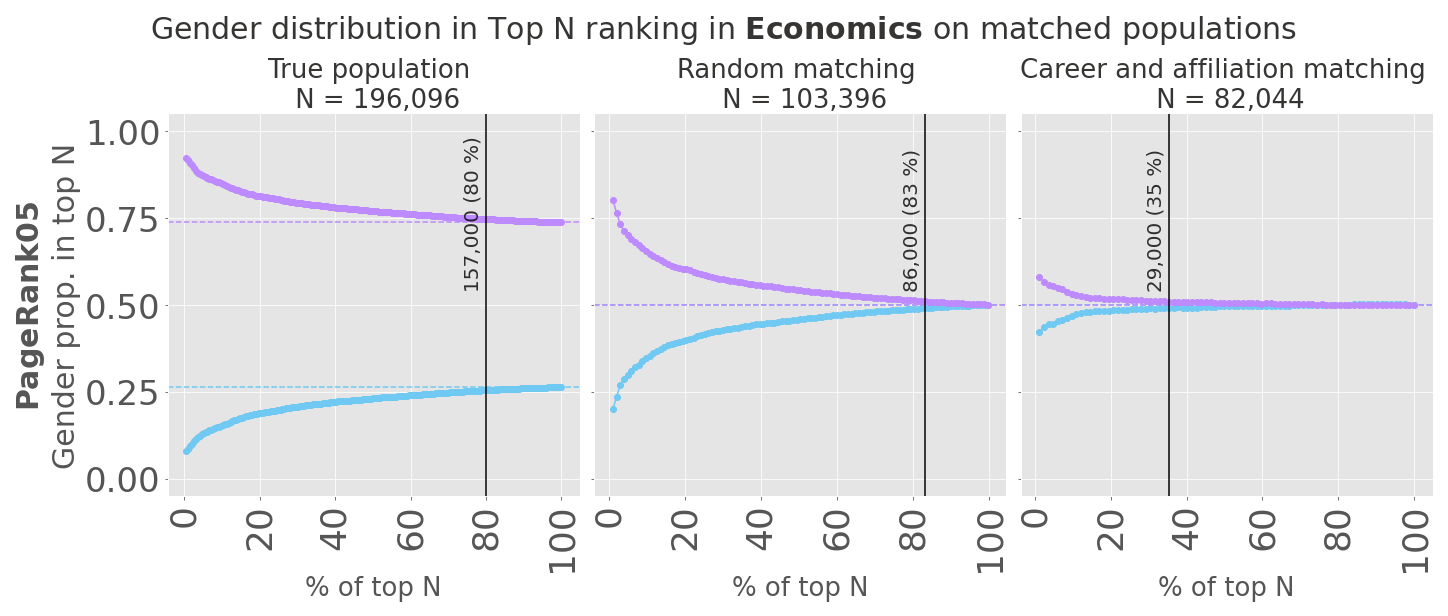 Gender distribution in Top N ranking in Economics on matched populations
True population
N = 196,096
Random matching
N = 103,396
Career and affiliation matching
N = 82,044
PageRank05
Gender prop. in top N
1.00
0.75
0.50
0.25
0.00
157,000 (80 %)
86,000 (83 %)
29,000 (35 %)
0 20 40 60 80 100
0 20 40 60 80 100
0 20 40 60 80 100
% of top N
% of top N
% of top N